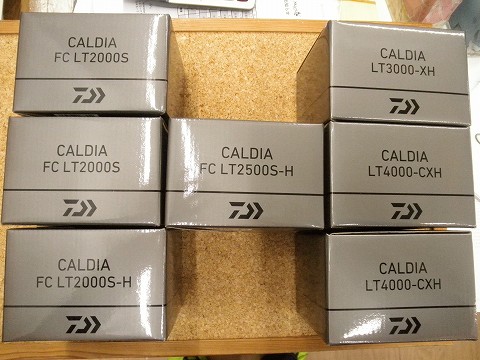 CALDIA
FC LT2000S
CALDIA
LT3000-XH
CALDIA
FC LT2000S
CALDIA
FC LT2500S-H
CALDIA
LT4000-CXH
CALDIA
FC LT2000S-H
CALDIA
LT4000-CXH